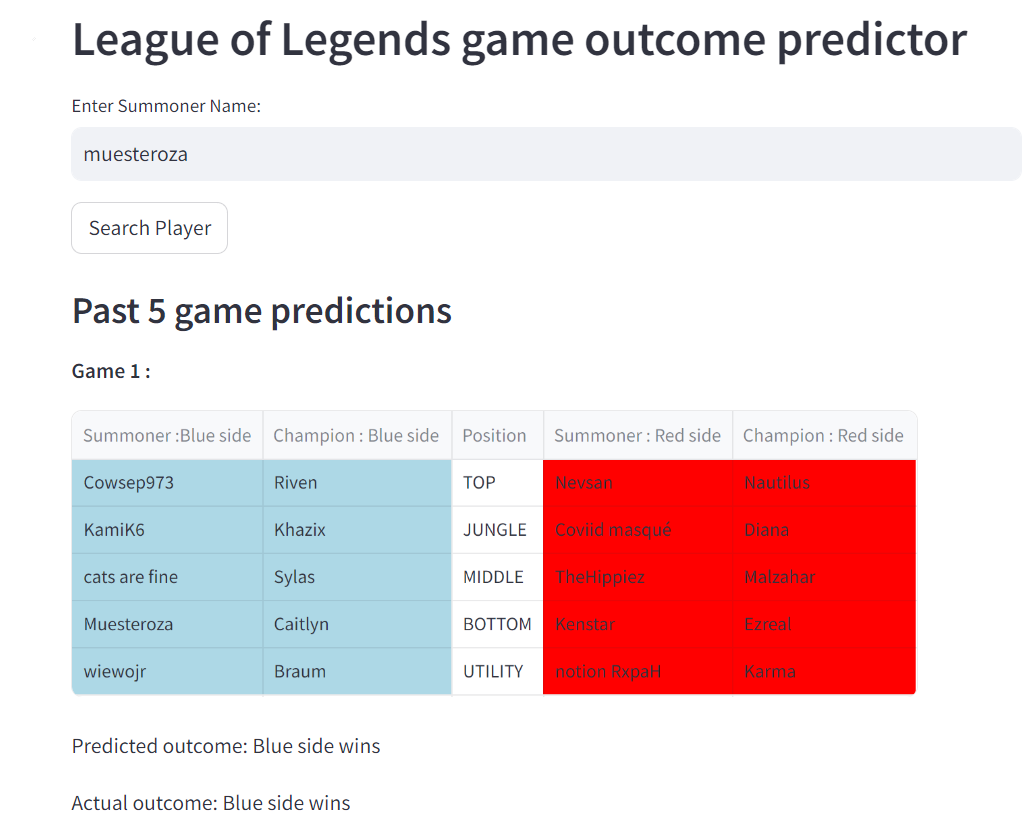 League of Legends game outcome predictor
Enter Summoner Name:
muesteroza
Search Player
Past 5 game predictions
Game 1 :
Summoner :Blue side Champion : Blue side Position Summoner : Red side Champion : Red side
Cowsep973 Riven TOP Nevsan Nautilus
KamiK6 Khazix JUNGLE Coviid masqué Diana
cats are fine Sylas MIDDLE TheHippiez Malzahar
Muesteroza Caitlyn BOTTOM Kenstar Ezreal
wiewojr Braum UTILITY notion RxpaH Karma
Predicted outcome: Blue side wins
Actual outcome: Blue side wins